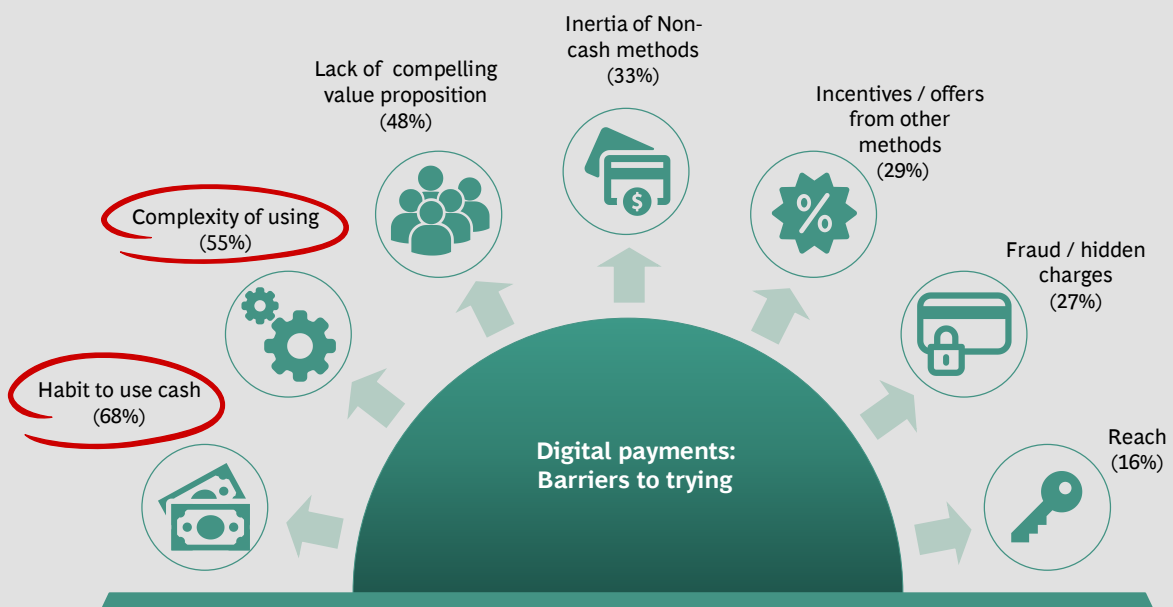 Inertia of Non-
cash methods
(33%)
Lack of compelling
value proposition
(48%)
Incentives / offers
from other
methods
(29%)
Complexity of using
(55%)
Fraud / hidden
charges
(27%)
Habit to use cash
(68%)
Reach
(16%)
Digital payments:
Barriers to trying
$
%